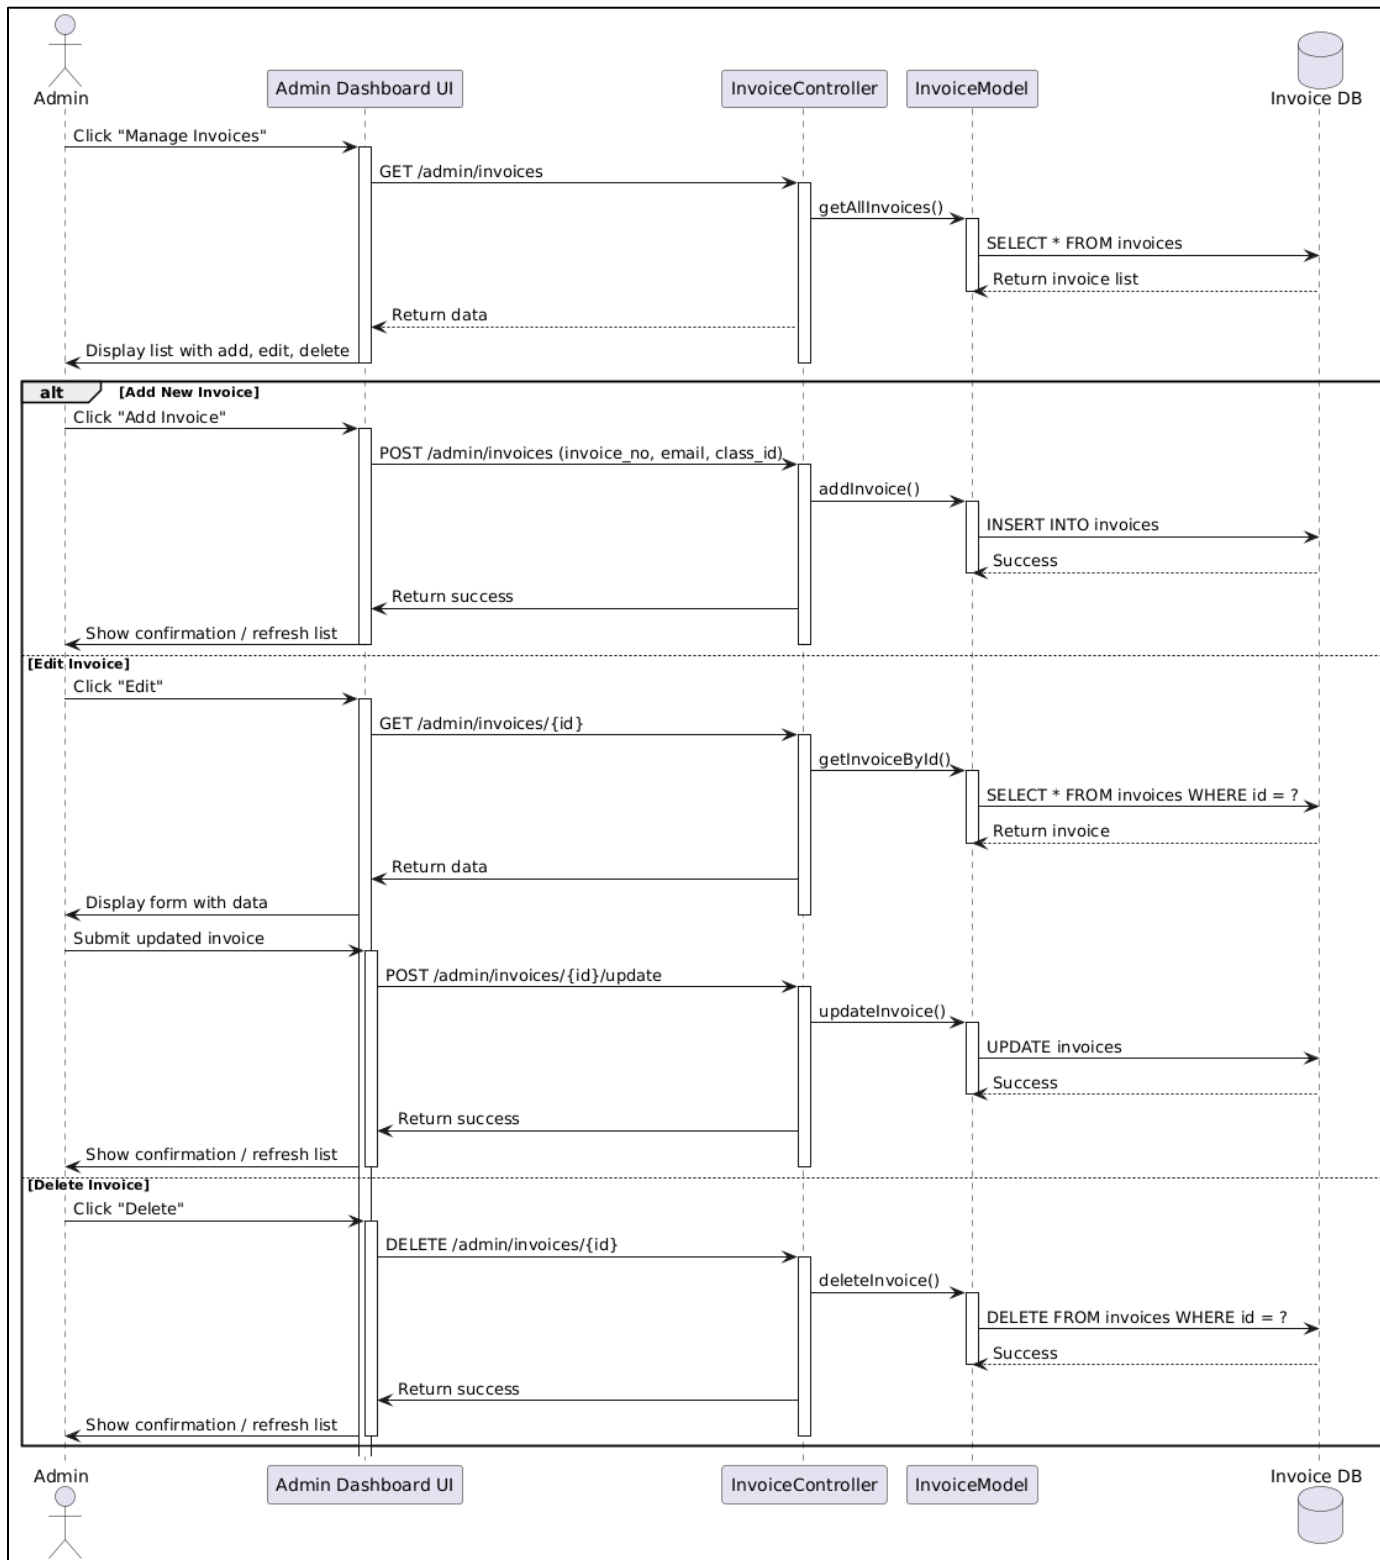 Admin
Admin Dashboard UI
InvoiceController
InvoiceModel
Invoice DB
Click "Manage Invoices"
GET /admin/invoices
getAllInvoices()
SELECT * FROM invoices
Return invoice list
Return data
Display list with add, edit, delete
alt
[Add New Invoice]
Click "Add Invoice"
POST /admin/invoices (invoice_no, email, class_id)
addInvoice()
INSERT INTO invoices
Success
Return success
Show confirmation / refresh list
[Edit Invoice]
Click "Edit"
GET /admin/invoices/{id}
getInvoiceById()
SELECT * FROM invoices WHERE id = ?
Return invoice
Return data
Display form with data
Submit updated invoice
POST /admin/invoices/{id}/update
updateInvoice()
UPDATE invoices
Success
Return success
Show confirmation / refresh list
[Delete Invoice]
Click "Delete"
DELETE /admin/invoices/{id}
deleteInvoice()
DELETE FROM invoices WHERE id = ?
Success
Return success
Show confirmation / refresh list
Admin
Admin Dashboard UI
InvoiceController
InvoiceModel
Invoice DB